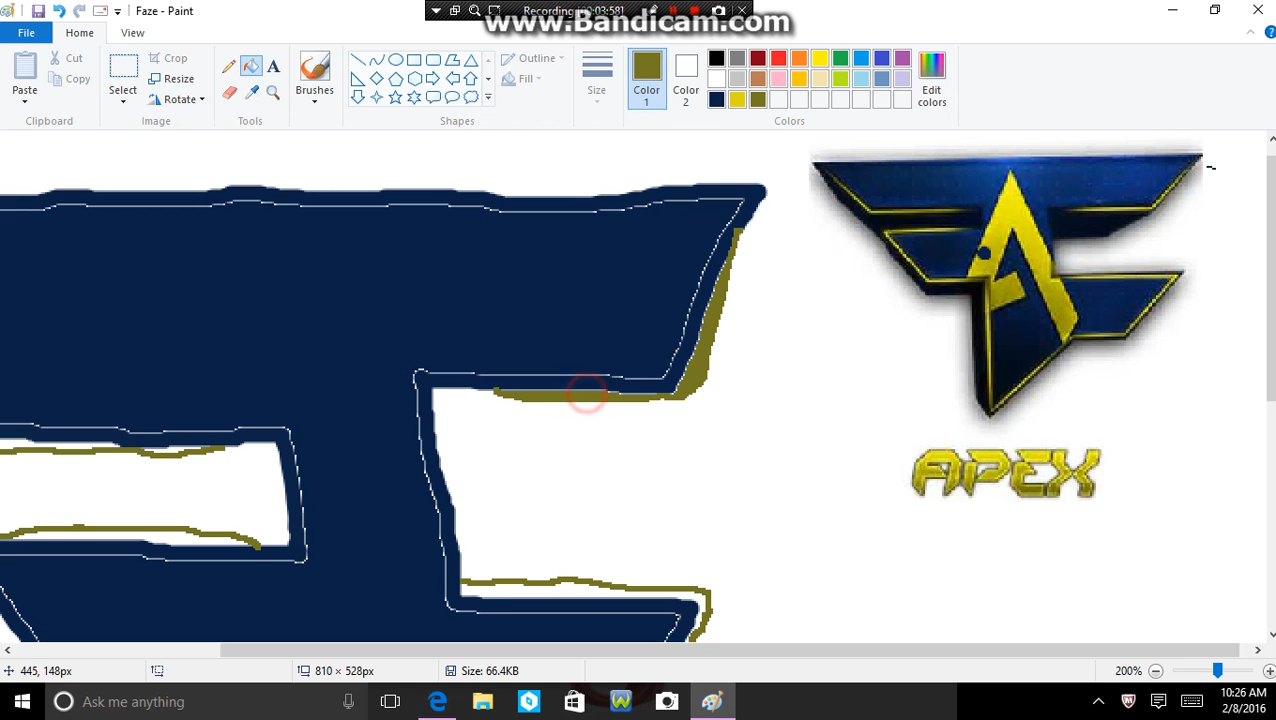 Faze - Paint
Recording [00:03:58]
www.Bandicam.com
File
Home
View
Paste
Cut
Copy
Clipboard
Select
Crop
Resize
Rotate
Image
Tools
Brushes
Outline
Fill
Shapes
Size
Color 1
Color 2
Edit colors
Colors
APEX
445, 148px
810 × 528px
Size: 66.4KB
200%
Ask me anything
10:26 AM
2/8/2016